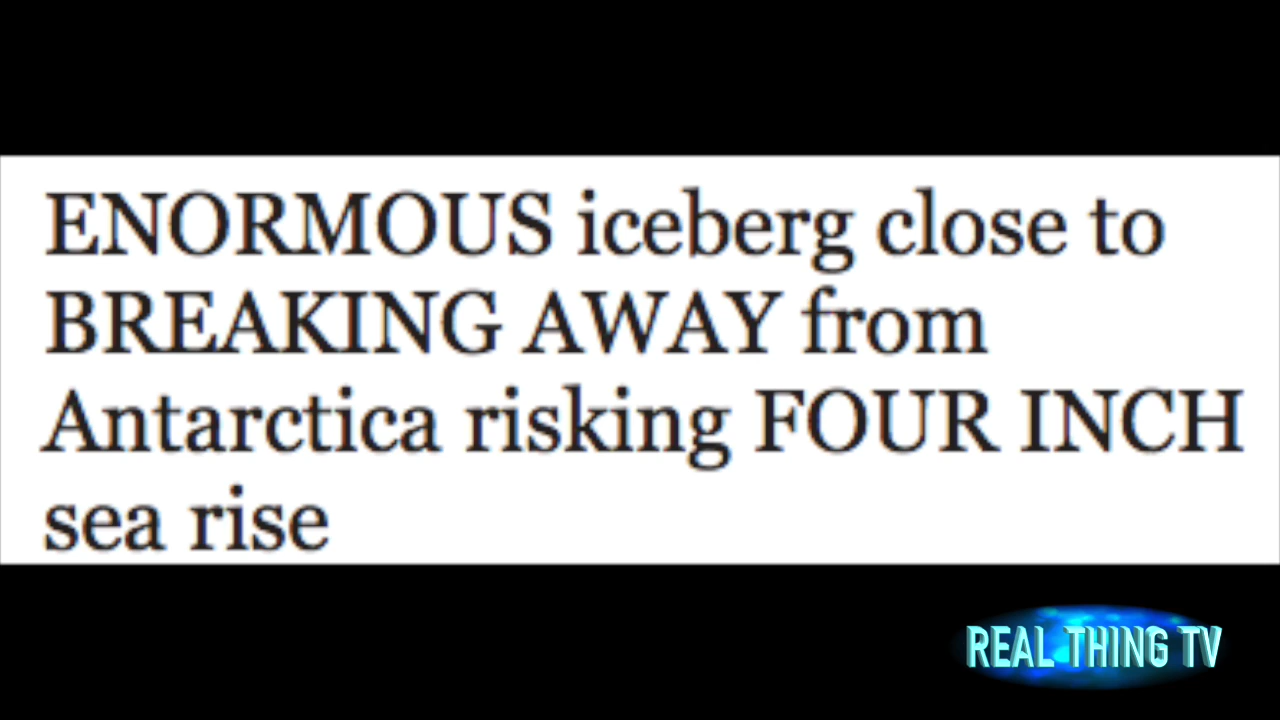 ENORMOUS iceberg close to
BREAKING AWAY from
Antarctica risking FOUR INCH
sea rise
REAL THING TV